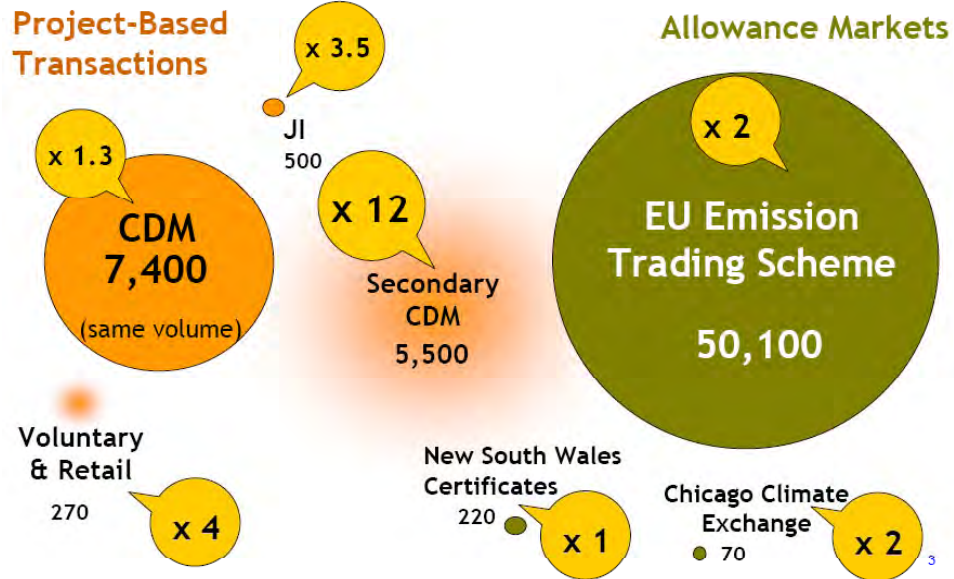 Project-Based
Transactions
Allowance Markets
x 3.5
JI
500
x 1.3
CDM
7,400
(same volume)
x 12
Secondary
CDM
5,500
x 2
EU Emission
Trading Scheme
50,100
Voluntary
& Retail
270
x 4
New South Wales
Certificates
220
x 1
Chicago Climate
Exchange
70
x 2
3